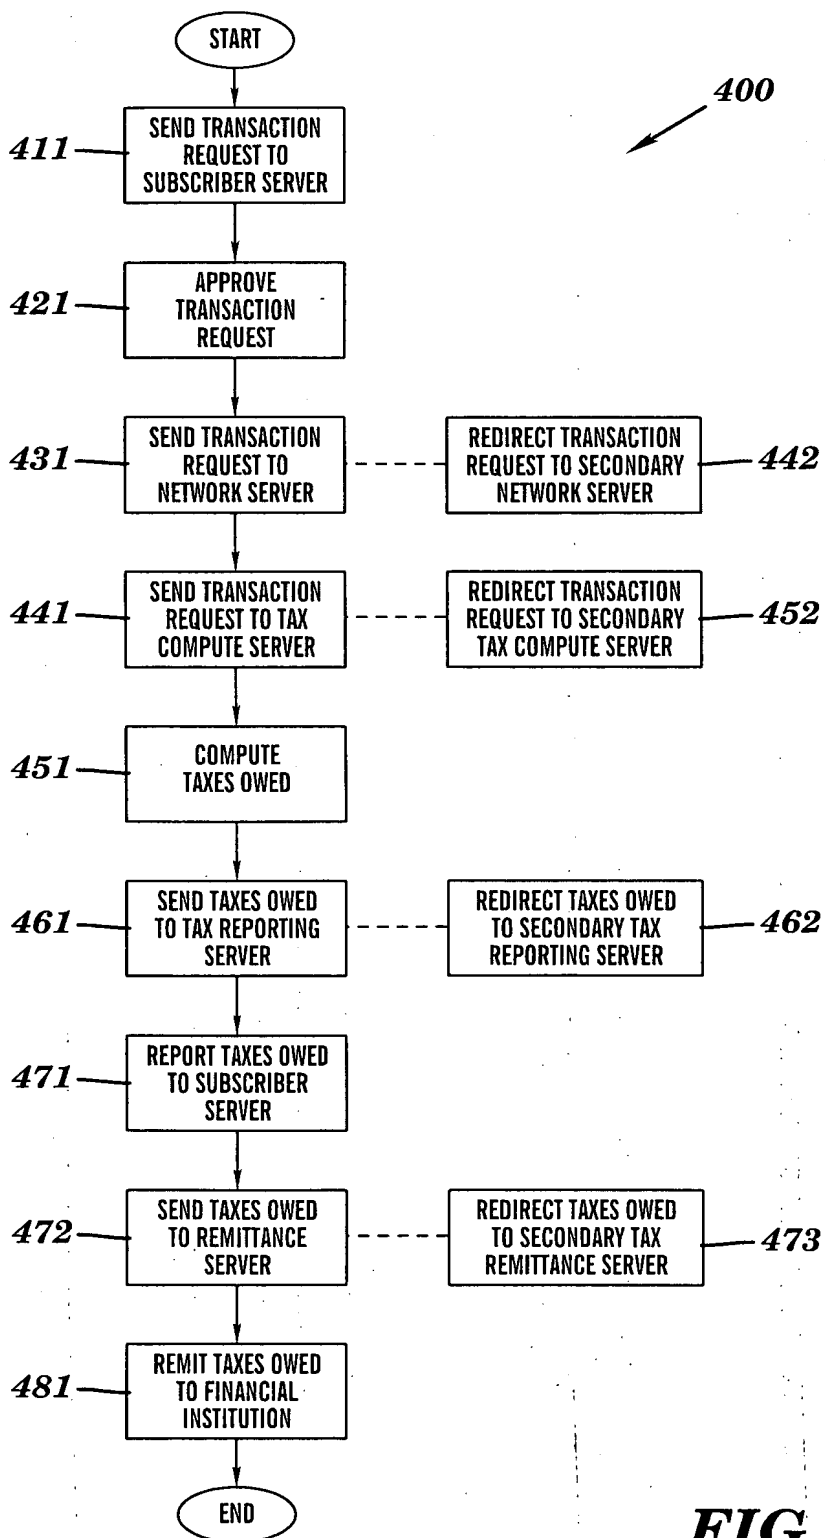 START
400
411
SEND TRANSACTION
REQUEST TO
SUBSCRIBER SERVER
421
APPROVE
TRANSACTION
REQUEST
431
SEND TRANSACTION
REQUEST TO
NETWORK SERVER
REDIRECT TRANSACTION
REQUEST TO SECONDARY
NETWORK SERVER
442
441
SEND TRANSACTION
REQUEST TO TAX
COMPUTE SERVER
REDIRECT TRANSACTION
REQUEST TO SECONDARY
TAX COMPUTE SERVER
452
451
COMPUTE
TAXES OWED
461
SEND TAXES OWED
TO TAX REPORTING
SERVER
REDIRECT TAXES OWED
TO SECONDARY TAX
REPORTING SERVER
462
471
REPORT TAXES OWED
TO SUBSCRIBER
SERVER
472
SEND TAXES OWED
TO REMITTANCE
SERVER
REDIRECT TAXES OWED
TO SECONDARY TAX
REMITTANCE SERVER
473
481
REMIT TAXES OWED
TO FINANCIAL
INSTITUTION
END
FIG